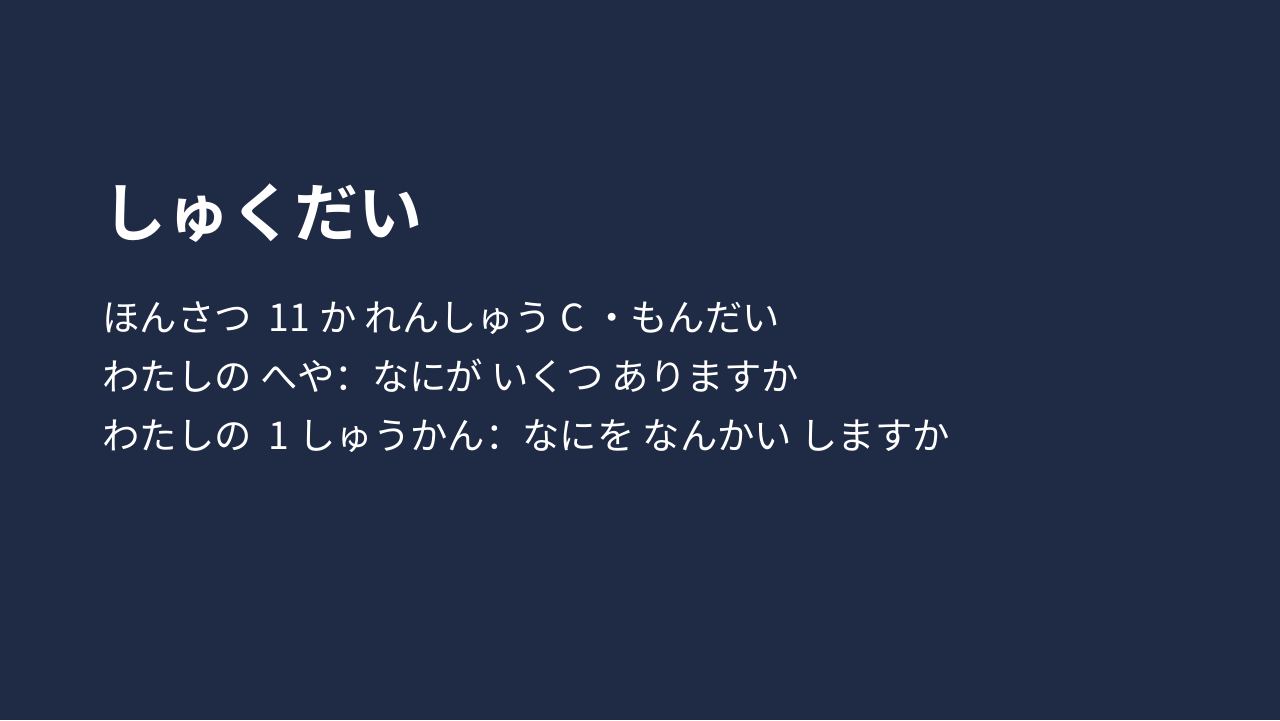 しゅくだい
ほんさつ 11 か れんしゅう C ・もんだい
わたしの へや： なにが いくつ ありますか
わたしの 1 しゅうかん： なにを なんかい しますか